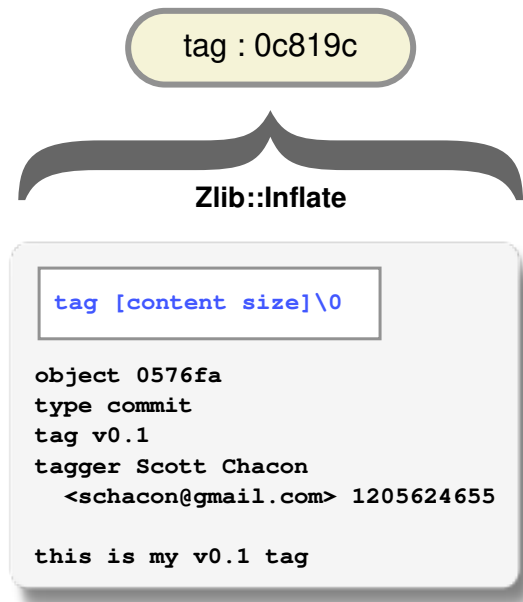 tag : 0c819c
Zlib::Inflate
tag [content size]\0
object 0576fa
type commit
tag v0.1
tagger Scott Chacon
<schacon@gmail.com> 1205624655
this is my v0.1 tag